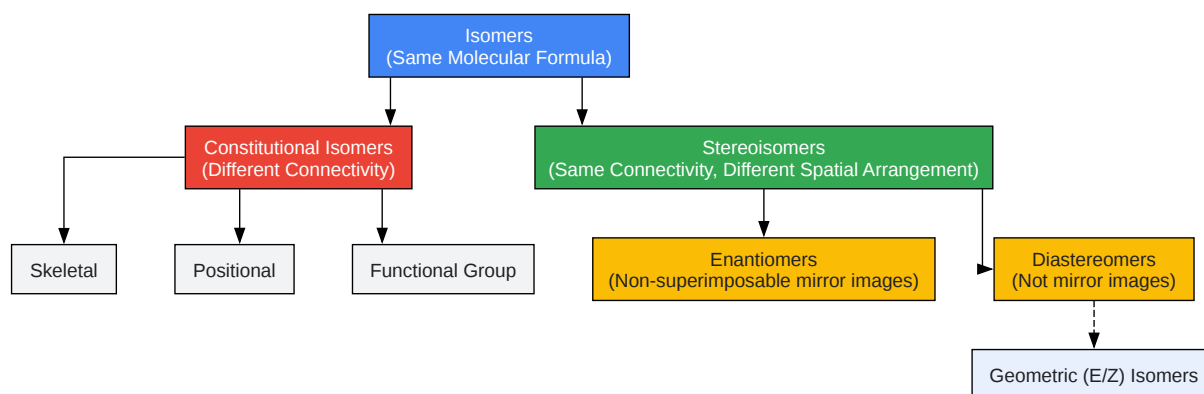 Isomers
(Same Molecular Formula)
Constitutional Isomers
(Different Connectivity)
Stereoisomers
(Same Connectivity, Different Spatial Arrangement)
Skeletal
Positional
Functional Group
Enantiomers
(Non-superimposable mirror images)
Diastereomers
(Not mirror images)
Geometric (E/Z) Isomers